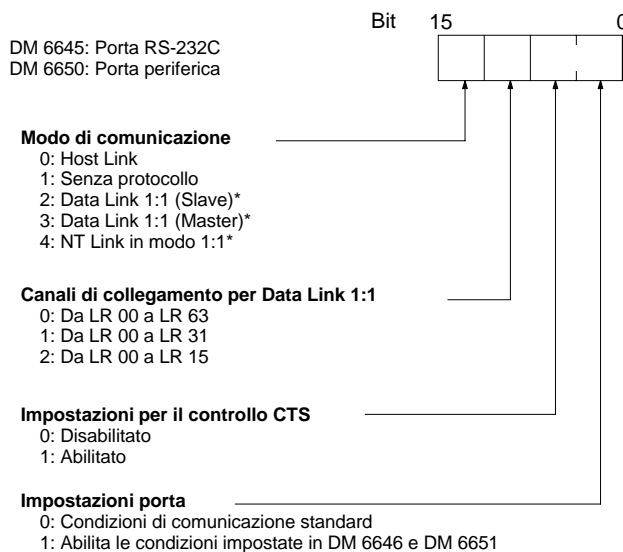 Bit 15 0
DM 6645: Porta RS-232C
DM 6650: Porta periferica
Modo di comunicazione
0: Host Link
1: Senza protocollo
2: Data Link 1:1 (Slave)*
3: Data Link 1:1 (Master)*
4: NT Link in modo 1:1*
Canali di collegamento per Data Link 1:1
0: Da LR 00 a LR 63
1: Da LR 00 a LR 31
2: Da LR 00 a LR 15
Impostazioni per il controllo CTS
0: Disabilitato
1: Abilitato
Impostazioni porta
0: Condizioni di comunicazione standard
1: Abilita le condizioni impostate in DM 6646 e DM 6651